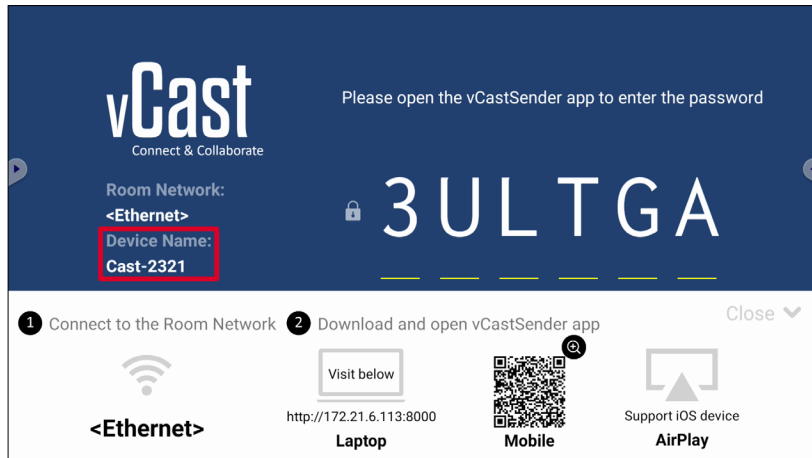 vCast
Connect & Collaborate
Please open the vCastSender app to enter the password
Room Network:
<Ethernet>
Device Name:
Cast-2321
3ULTGA
1 Connect to the Room Network
2 Download and open vCastSender app
Close
<Ethernet>
Visit below
http://172.21.6.113:8000
Laptop
Mobile
Support iOS device
AirPlay